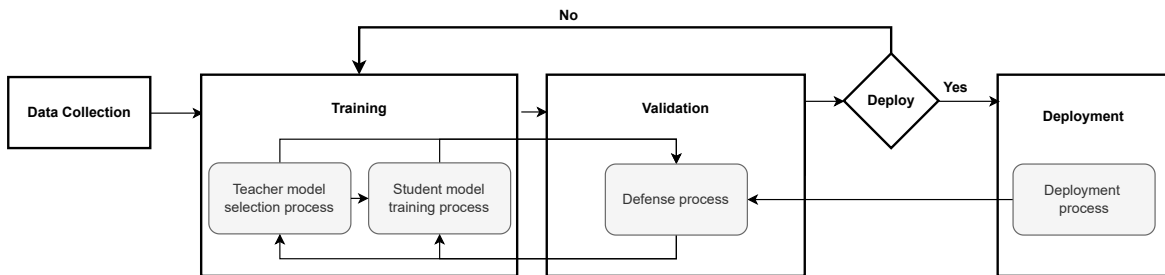 No
Data Collection
Training
Validation
Deploy
Yes
Deployment
Teacher model
selection process
Student model
training process
Defense process
Deployment
process